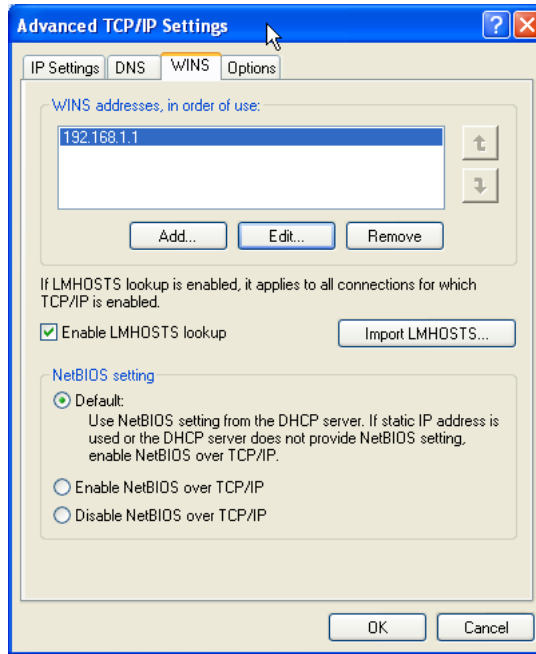 Advanced TCP/IP Settings
IP Settings DNS WINS Options
WINS addresses, in order of use:
192.168.1.1
Add... Edit... Remove
If LMHOSTS lookup is enabled, it applies to all connections for which
TCP/IP is enabled.
Enable LMHOSTS lookup Import LMHOSTS...
NetBIOS setting
Default:
Use NetBIOS setting from the DHCP server. If static IP address is
used or the DHCP server does not provide NetBIOS setting,
enable NetBIOS over TCP/IP.
Enable NetBIOS over TCP/IP
Disable NetBIOS over TCP/IP
OK Cancel